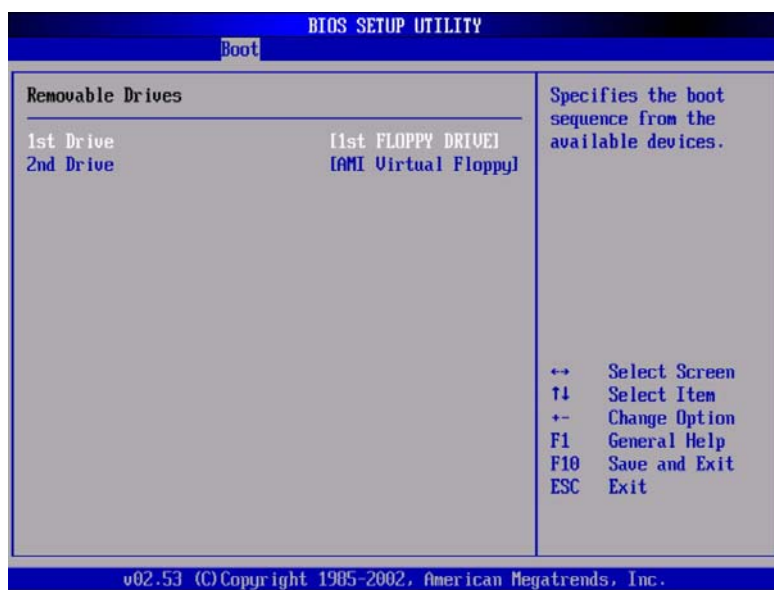 BIOS SETUP UTILITY
Boot
Removable Drives
1st Drive [1st FLOPPY DRIVE]
2nd Drive [AMI Virtual Floppy]
Specifies the boot
sequence from the
available devices.
↔ Select Screen
↑↓ Select Item
+- Change Option
F1 General Help
F10 Save and Exit
ESC Exit
v02.53 (C)Copyright 1985-2002, American Megatrends, Inc.